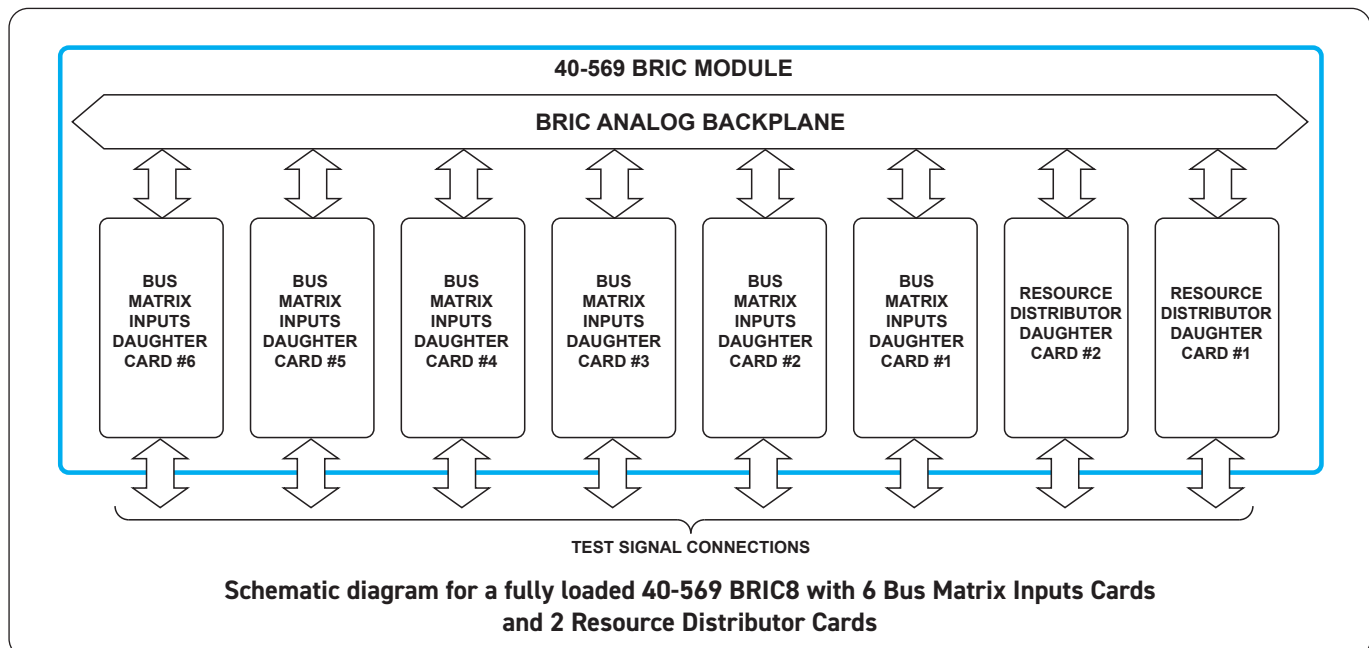 40-569 BRIC MODULE
BRIC ANALOG BACKPLANE
BUS
MATRIX
INPUTS
DAUGHTER
CARD #6
BUS
MATRIX
INPUTS
DAUGHTER
CARD #5
BUS
MATRIX
INPUTS
DAUGHTER
CARD #4
BUS
MATRIX
INPUTS
DAUGHTER
CARD #3
BUS
MATRIX
INPUTS
DAUGHTER
CARD #2
BUS
MATRIX
INPUTS
DAUGHTER
CARD #1
RESOURCE
DISTRIBUTOR
DAUGHTER
CARD #2
RESOURCE
DISTRIBUTOR
DAUGHTER
CARD #1
TEST SIGNAL CONNECTIONS
Schematic diagram for a fully loaded 40-569 BRIC8 with 6 Bus Matrix Inputs Cards
and 2 Resource Distributor Cards